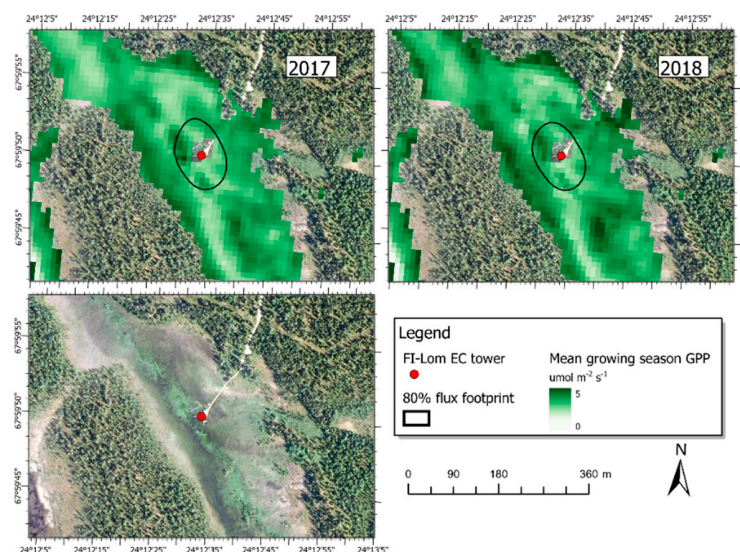 24°12'5" 24°12'15" 24°12'25" 24°12'35" 24°12'45" 24°12'55"
24°12'5" 24°12'15" 24°12'25" 24°12'35" 24°12'45" 24°12'55"
67°59'55"
67°59'50"
67°59'45"
2017
2018
67°59'55"
67°59'50"
67°59'45"
24°12'5" 24°12'15" 24°12'25" 24°12'35" 24°12'45" 24°12'55" 24°13'5"
Legend
FI-Lom EC tower
80% flux footprint
Mean growing season GPP
umol m⁻² s⁻¹
5
0
0 90 180 360 m
N